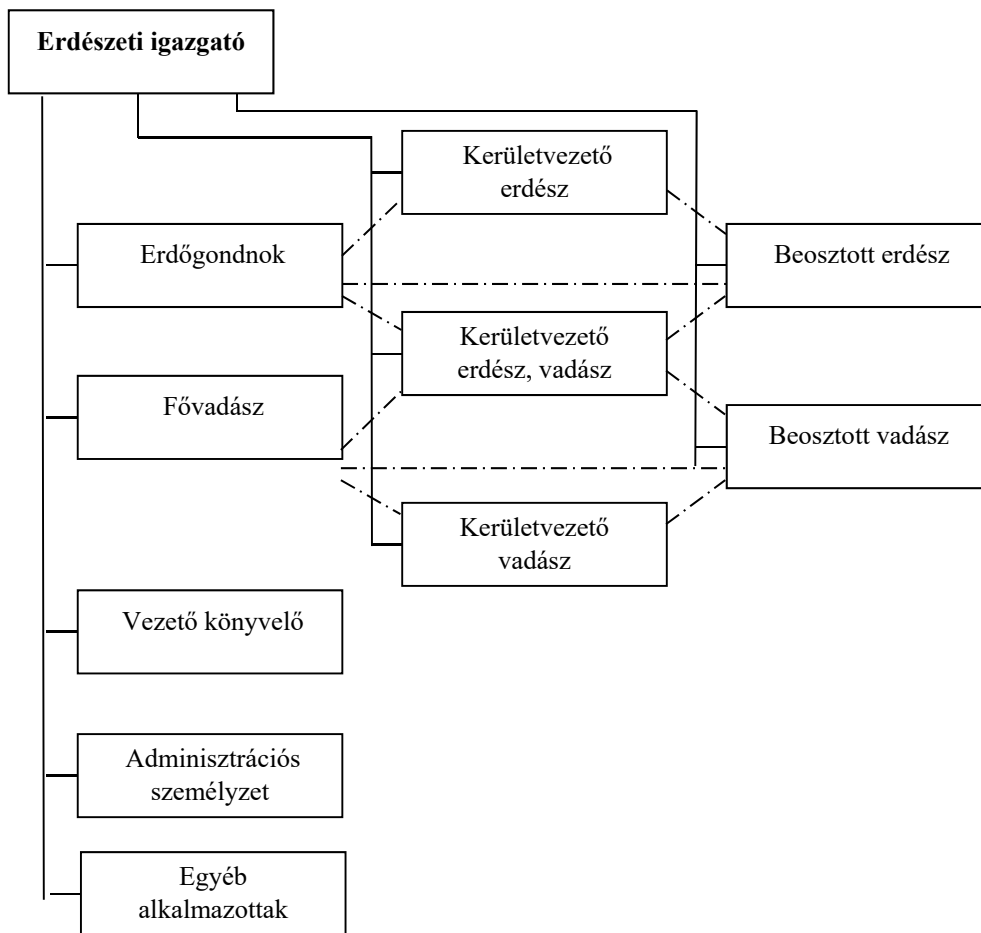 Erdészeti igazgató
Kerületvezető
erdész
Erdőgondnok
Beosztott erdész
Kerületvezető
erdész, vadász
Fővadász
Beosztott vadász
Kerületvezető
vadász
Vezető könyvelő
Adminisztrációs
személyzet
Egyéb
alkalmazottak